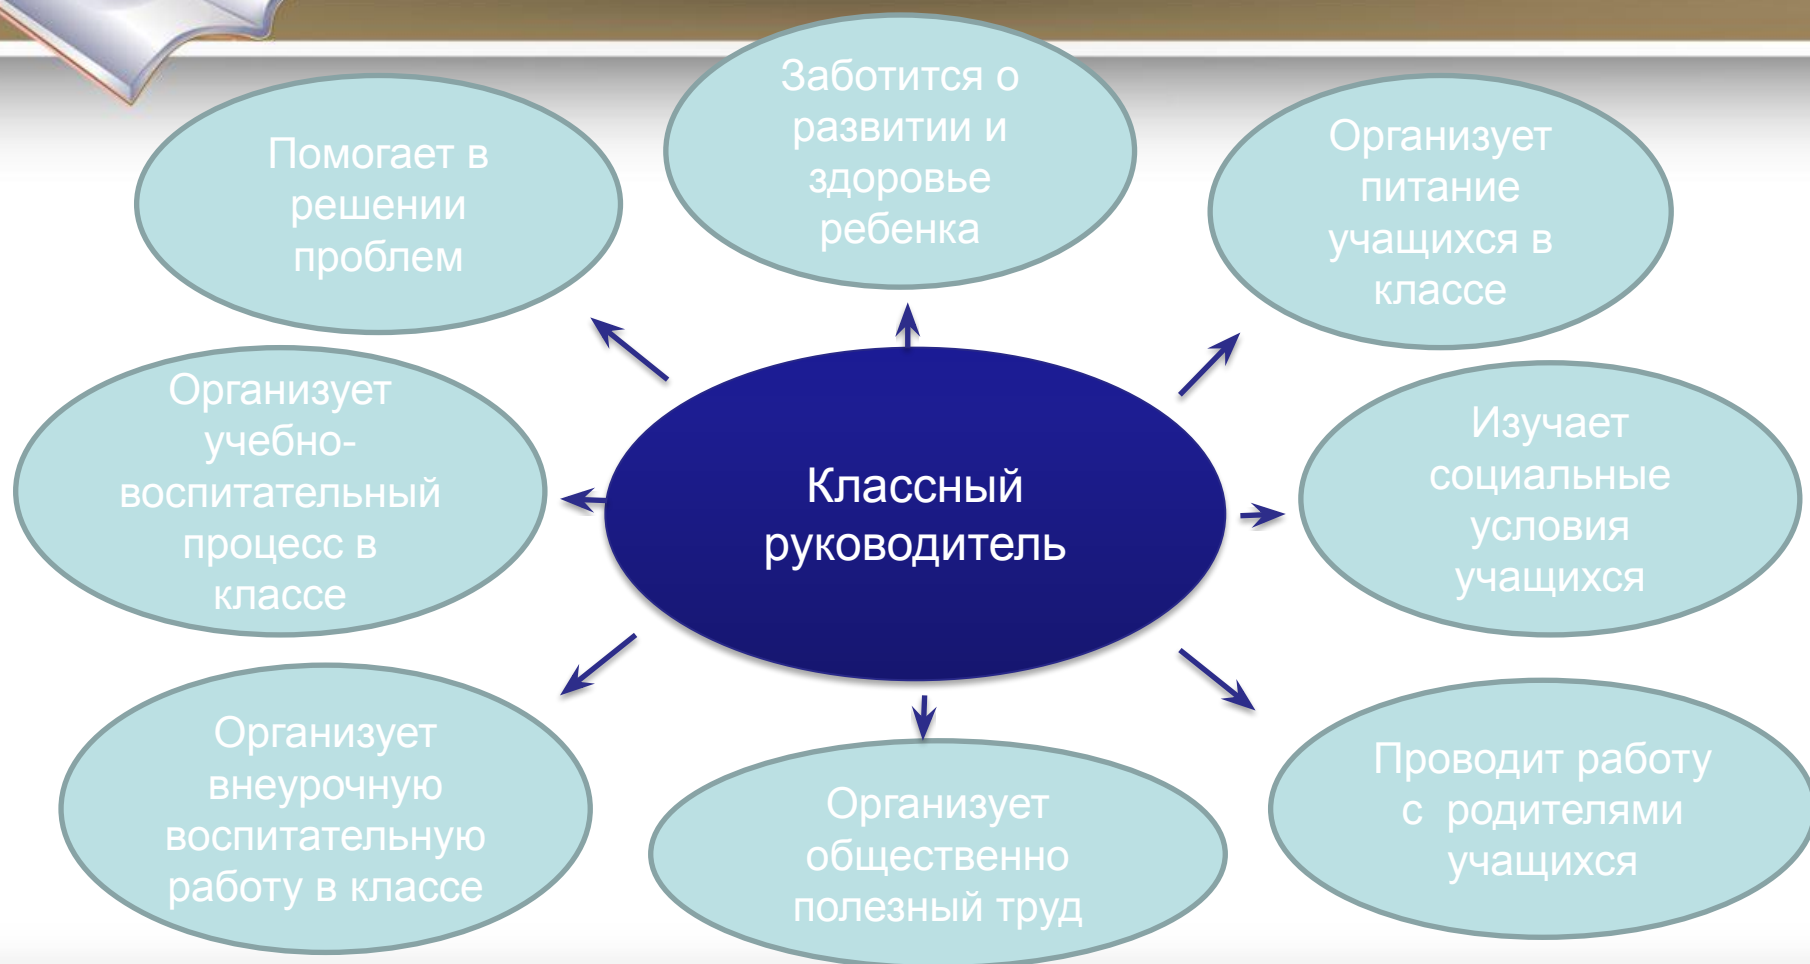 Заботится о
развитии и
здоровье
ребенка
Помогает в
решении
проблем
Организует
питание
учащихся в
классе
Организует
учебно-
воспитательный
процесс в
классе
Классный
руководитель
Изучает
социальные
условия
учащихся
Организует
внеурочную
воспитательную
работу в классе
Организует
общественно
полезный труд
Проводит работу
с  родителями
учащихся